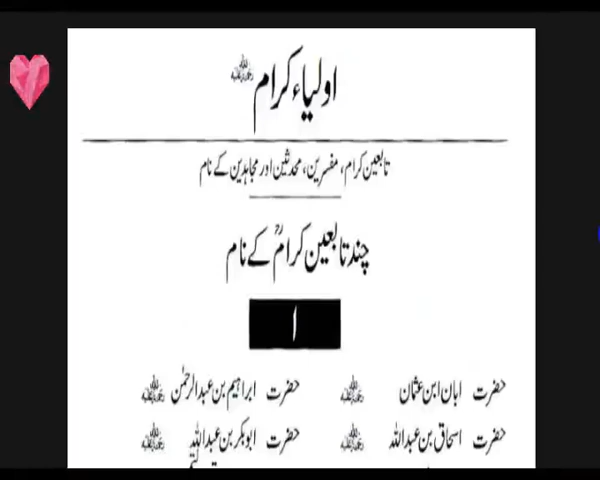 اولیاء کرام
تابعین کرام، مفسرین، محدثین اور مجاہدین کے نام
چند تابعین کرامؒ کے نام
ا
حضرت ابان ابن عثمان حضرت ابراہیم بن عبدالرحمٰن
حضرت اسحاق بن عبداللہ حضرت ابوبکر بن عبداللہ